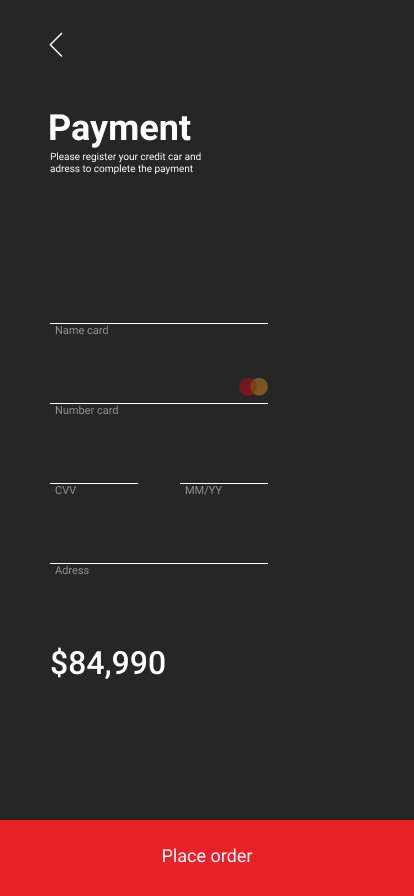 Payment
Please register your credit car and
adress to complete the payment
Name card
Number card
CVV
MM/YY
Adress
$84,990
Place order